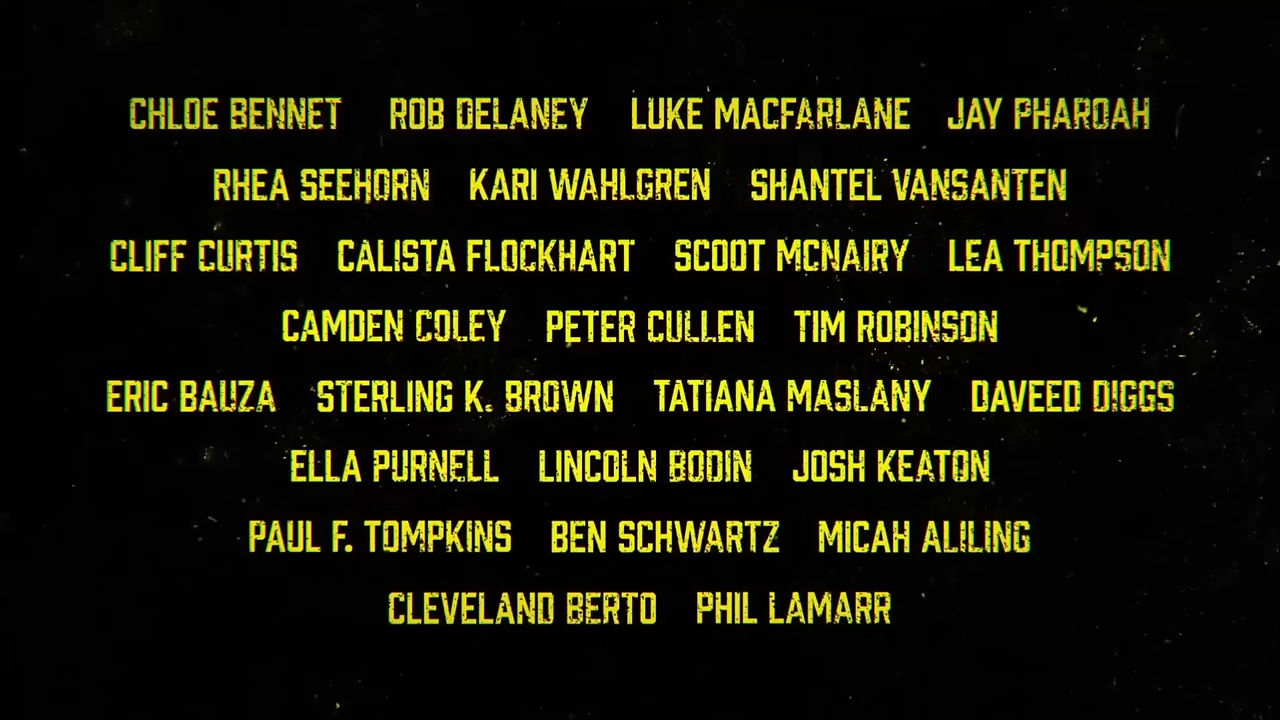 CHLOE BENNET ROB DELANEY LUKE MACFARLANE JAY PHAROAH
RHEA SEEHORN KARI WAHLGREN SHANTEL VANSANTEN
CLIFF CURTIS CALISTA FLOCKHART SCOOT MCNAIRY LEA THOMPSON
CAMDEN COLEY PETER CULLEN TIM ROBINSON
ERIC BAUZA STERLING K. BROWN TATIANA MASLANY DAVEED DIGGS
ELLA PURNELL LINCOLN BODIN JOSH KEATON
PAUL F. TOMPKINS BEN SCHWARTZ MICAH ALILING
CLEVELAND BERTO PHIL LAMARR